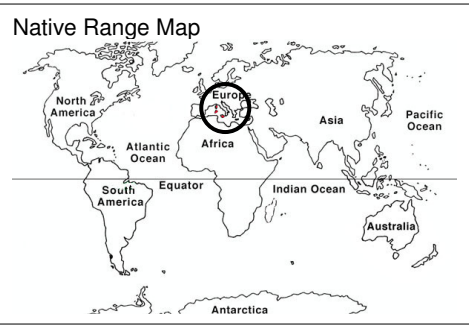 Native Range Map
Europe
North
America
Asia
Pacific
Ocean
Atlantic
Ocean
Africa
Equator
Indian Ocean
South
America
Australia
Antarctica